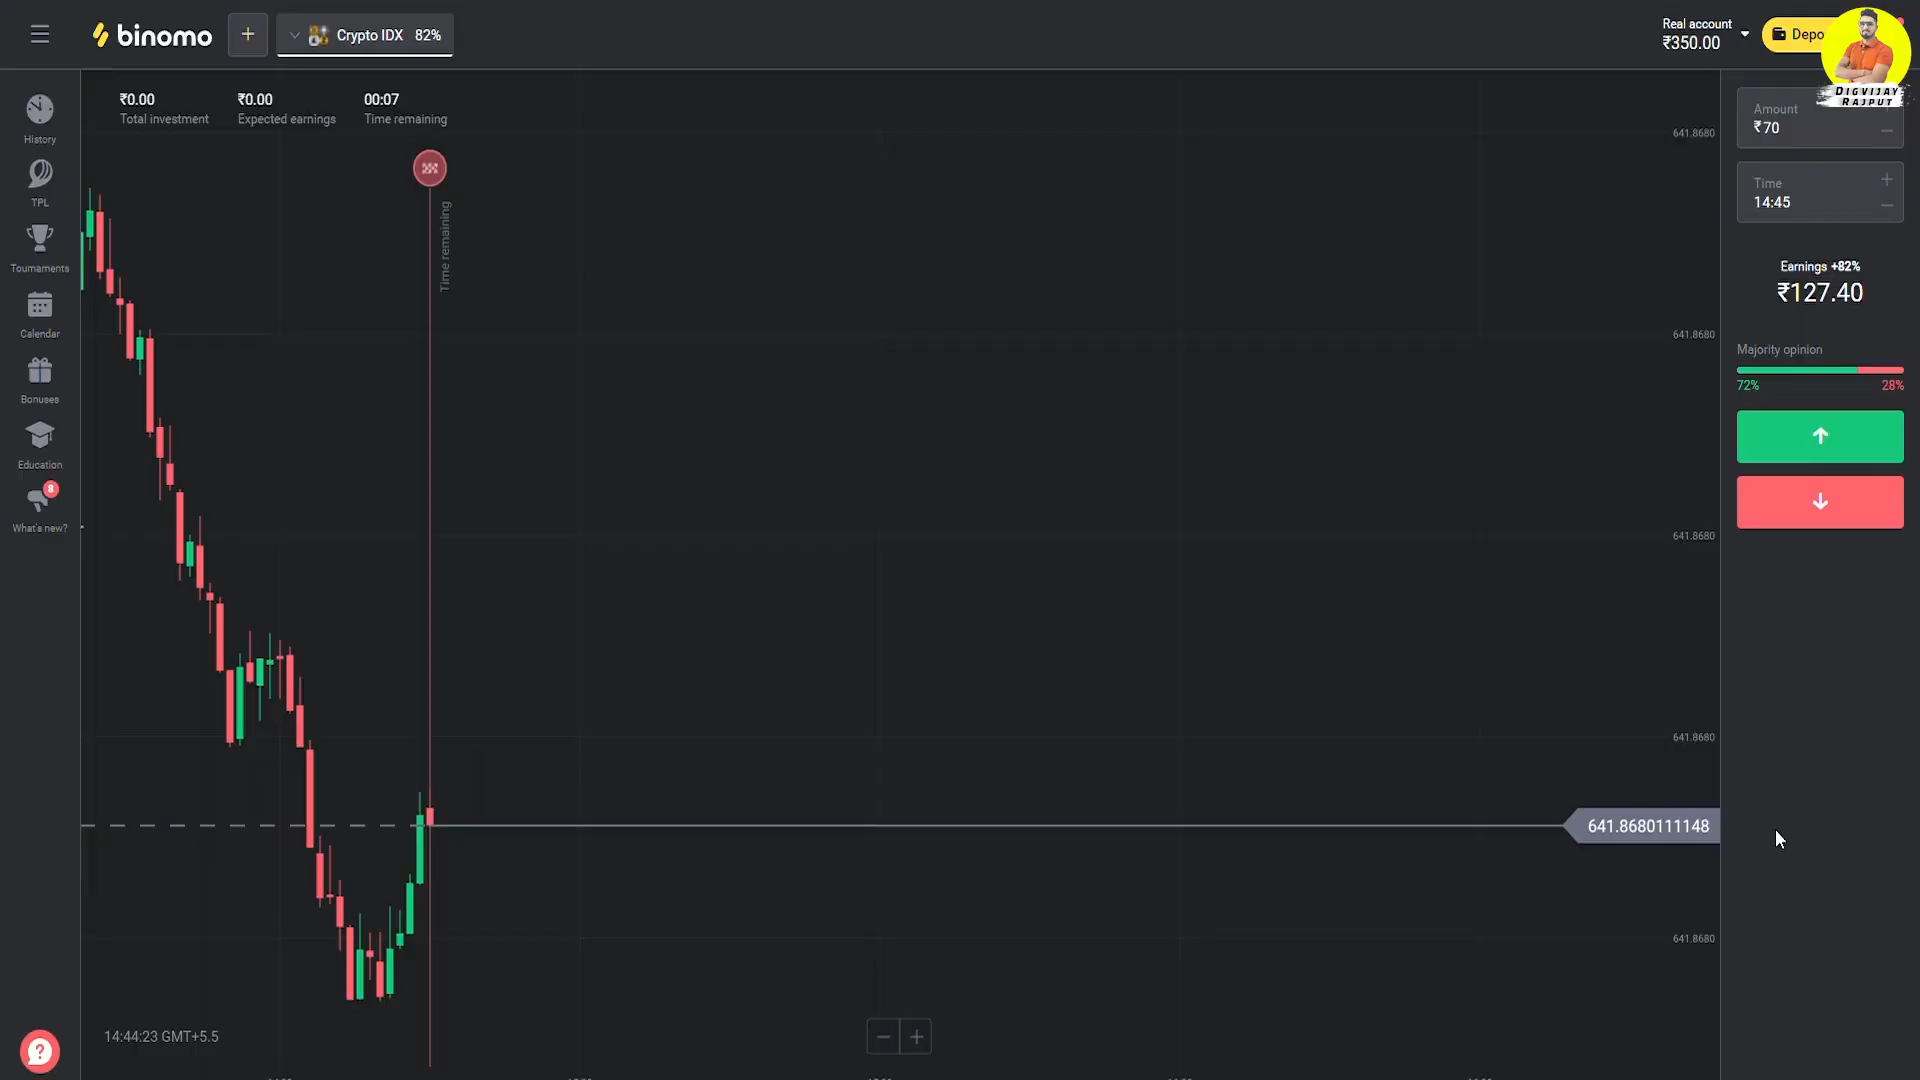 binomo
+
Crypto IDX 82%
Real account
₹350.00
Depo
DIGVIJAY
RAJPUT
History
TPL
Tournaments
Calendar
Bonuses
Education
8
What's new?
?
₹0.00
Total investment
₹0.00
Expected earnings
00:07
Time remaining
Time remaining
641.8680
641.8680
641.8680
641.8680
641.8680111148
641.8680
14:44:23 GMT+5.5
Amount
₹70
Time
14:45
Earnings +82%
₹127.40
Majority opinion
72% 28%